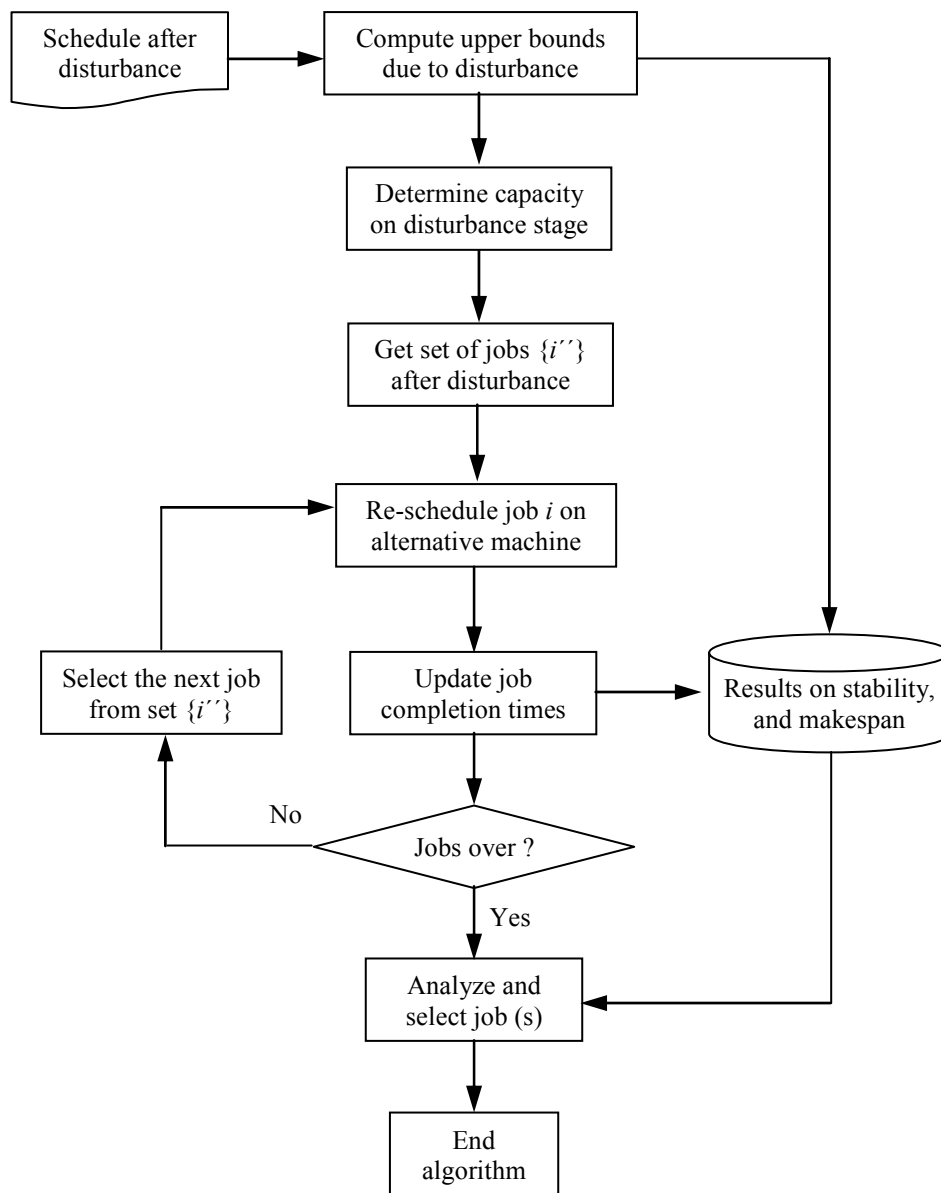 Schedule after
disturbance
Compute upper bounds
due to disturbance
Determine capacity
on disturbance stage
Get set of jobs {i´´}
after disturbance
Re-schedule job i on
alternative machine
Select the next job
from set {i´´}
Update job
completion times
Results on stability,
and makespan
No
Jobs over ?
Yes
Analyze and
select job (s)
End
algorithm